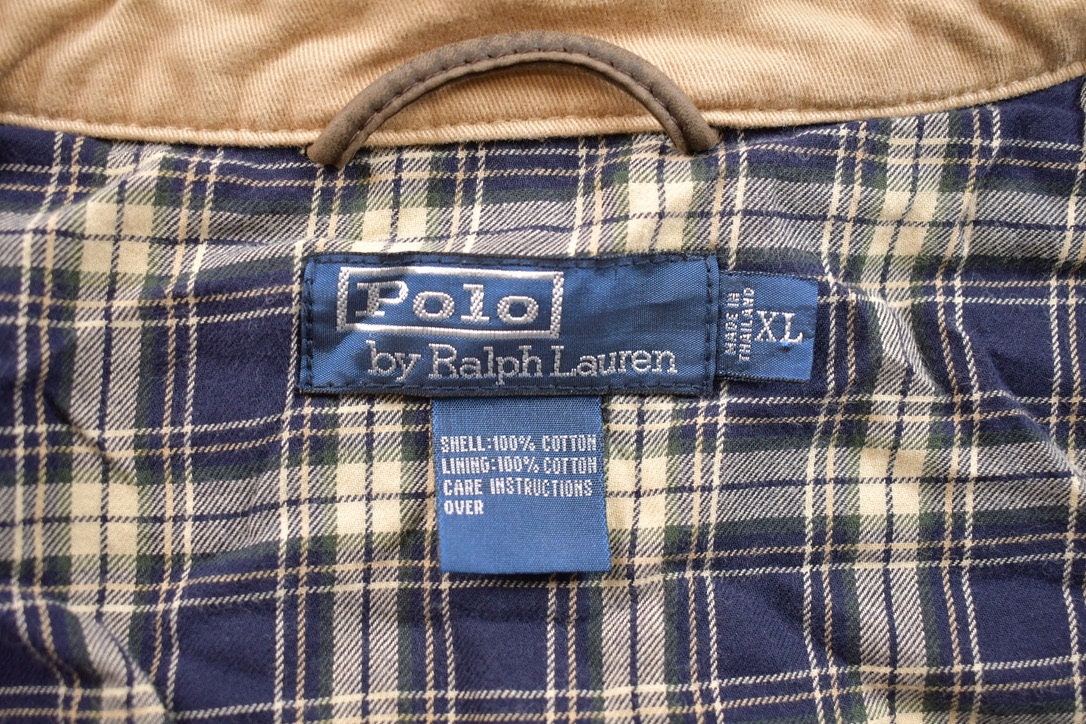 Polo
by Ralph Lauren
MADE IN
THAILAND
XL
SHELL:100% COTTON
LINING:100% COTTON
CARE INSTRUCTIONS
OVER